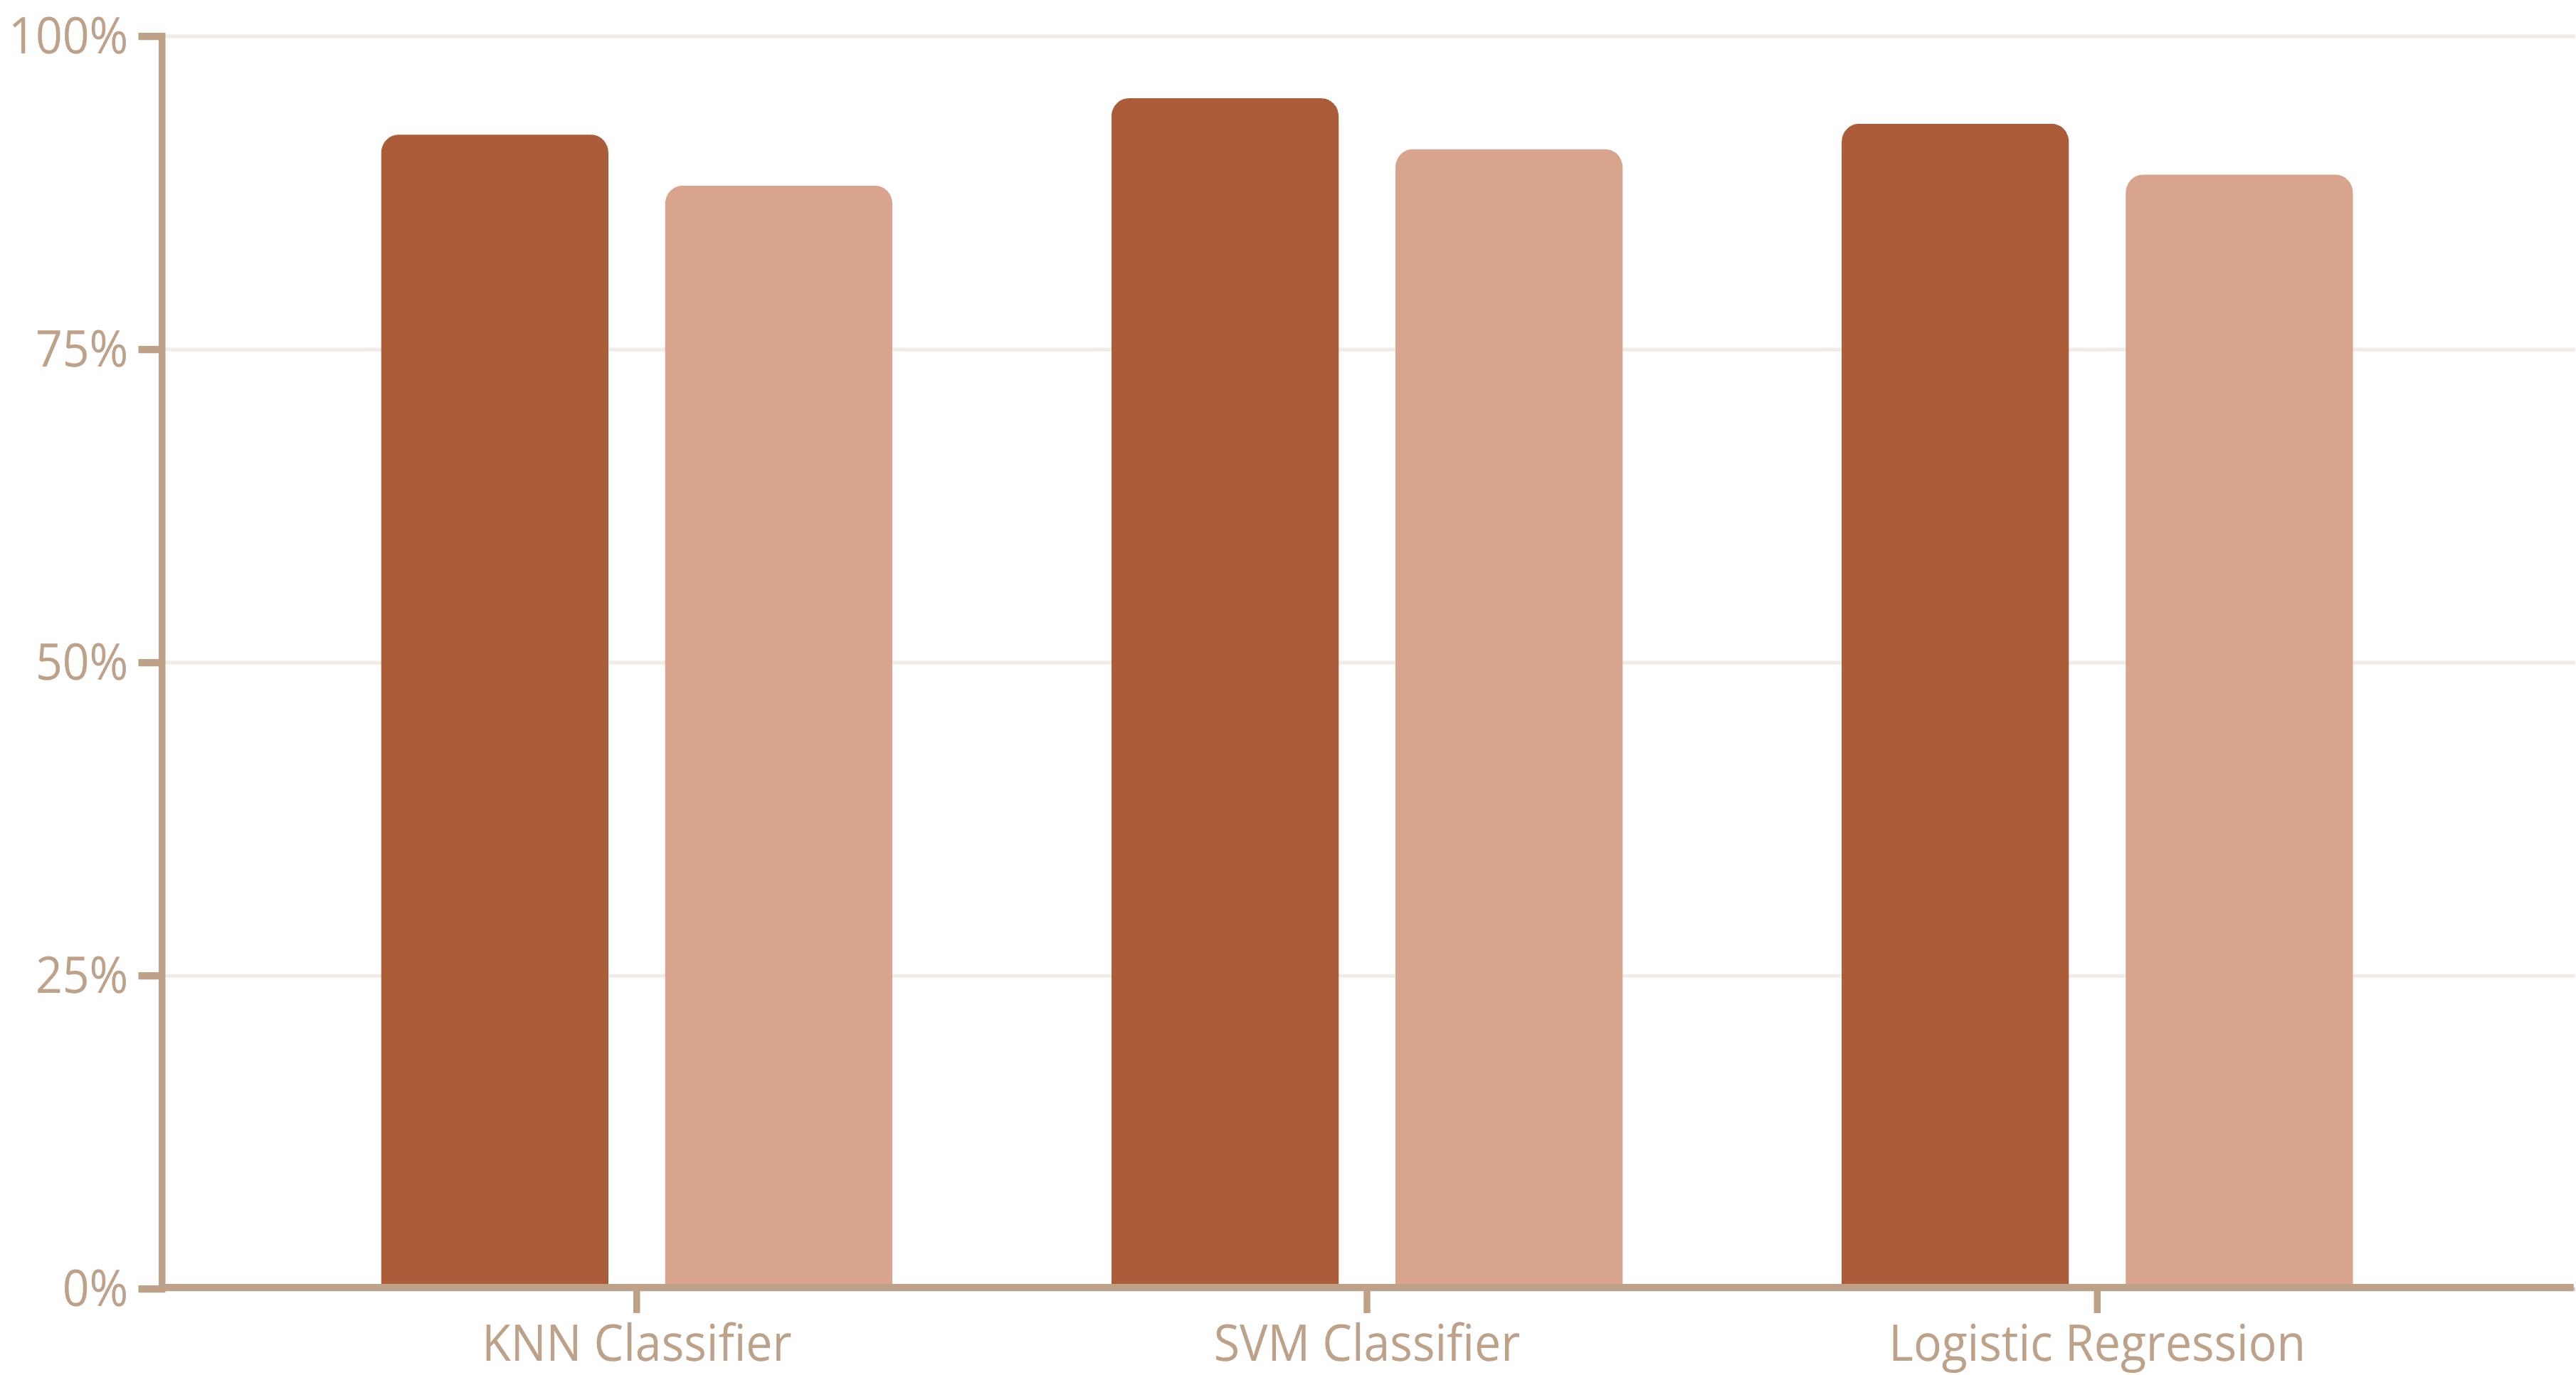 100%
75%
50%
25%
0%
KNN Classifier
SVM Classifier
Logistic Regression